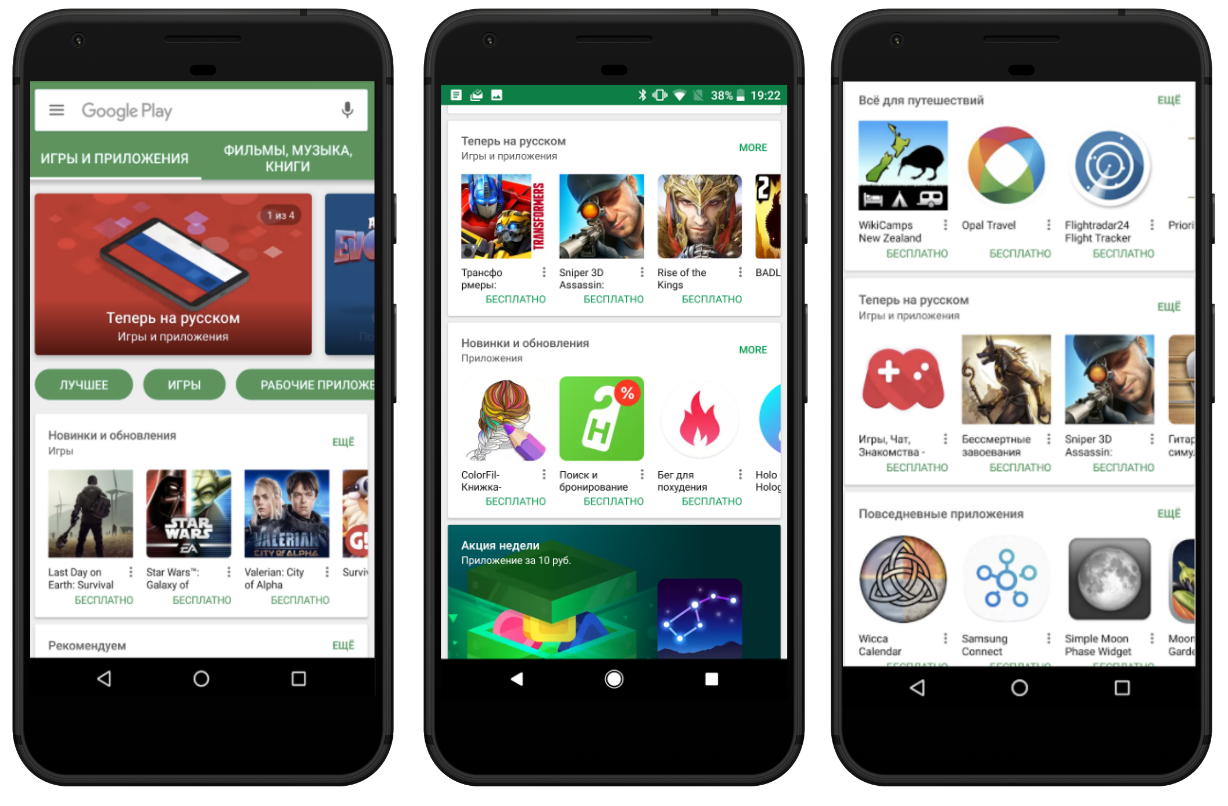 Google Play
ИГРЫ И ПРИЛОЖЕНИЯ
ФИЛЬМЫ, МУЗЫКА,
КНИГИ
1 из 4
Теперь на русском
Игры и приложения
ЛУЧШЕЕ
ИГРЫ
РАБОЧИЕ ПРИЛОЖЕ
Новинки и обновления
ЕЩЁ
Игры
STAR
WARS
EA
VALERIAN
CITY OF ALPHA
G!
Last Day on
Earth: Survival
БЕСПЛАТНО
Star Wars™:
Galaxy of
БЕСПЛАТНО
Valerian: City
of Alpha
БЕСПЛАТНО
Survi
Рекомендуем
ЕЩЁ
38%
19:22
Теперь на русском
MORE
Игры и приложения
TRANSFORMERS
2
Трансфо
рмеры:
БЕСПЛАТНО
Sniper 3D
Assassin:
БЕСПЛАТНО
Rise of the
Kings
БЕСПЛАТНО
BADL
Новинки и обновления
MORE
Приложения
%
H
ColorFil-
Книжка-
БЕСПЛАТНО
Поиск и
бронирование
БЕСПЛАТНО
Бег для
похудения
БЕСПЛАТНО
Holo
Holog
Акция недели
Приложение за 10 руб.
Всё для путешествий
ЕЩЁ
WikiCamps
New Zealand
БЕСПЛАТНО
Opal Travel
БЕСПЛАТНО
Flightradar24
Flight Tracker
БЕСПЛАТНО
Priori
Теперь на русском
ЕЩЁ
Игры и приложения
Игры, Чат,
Знакомства -
БЕСПЛАТНО
Бессмертные
завоевания
БЕСПЛАТНО
Sniper 3D
Assassin:
БЕСПЛАТНО
Гитар
симу.
Повседневные приложения
ЕЩЁ
Wicca
Calendar
БЕСПЛАТНО
Samsung
Connect
БЕСПЛАТНО
Simple Moon
Phase Widget
БЕСПЛАТНО
Moon
Garde